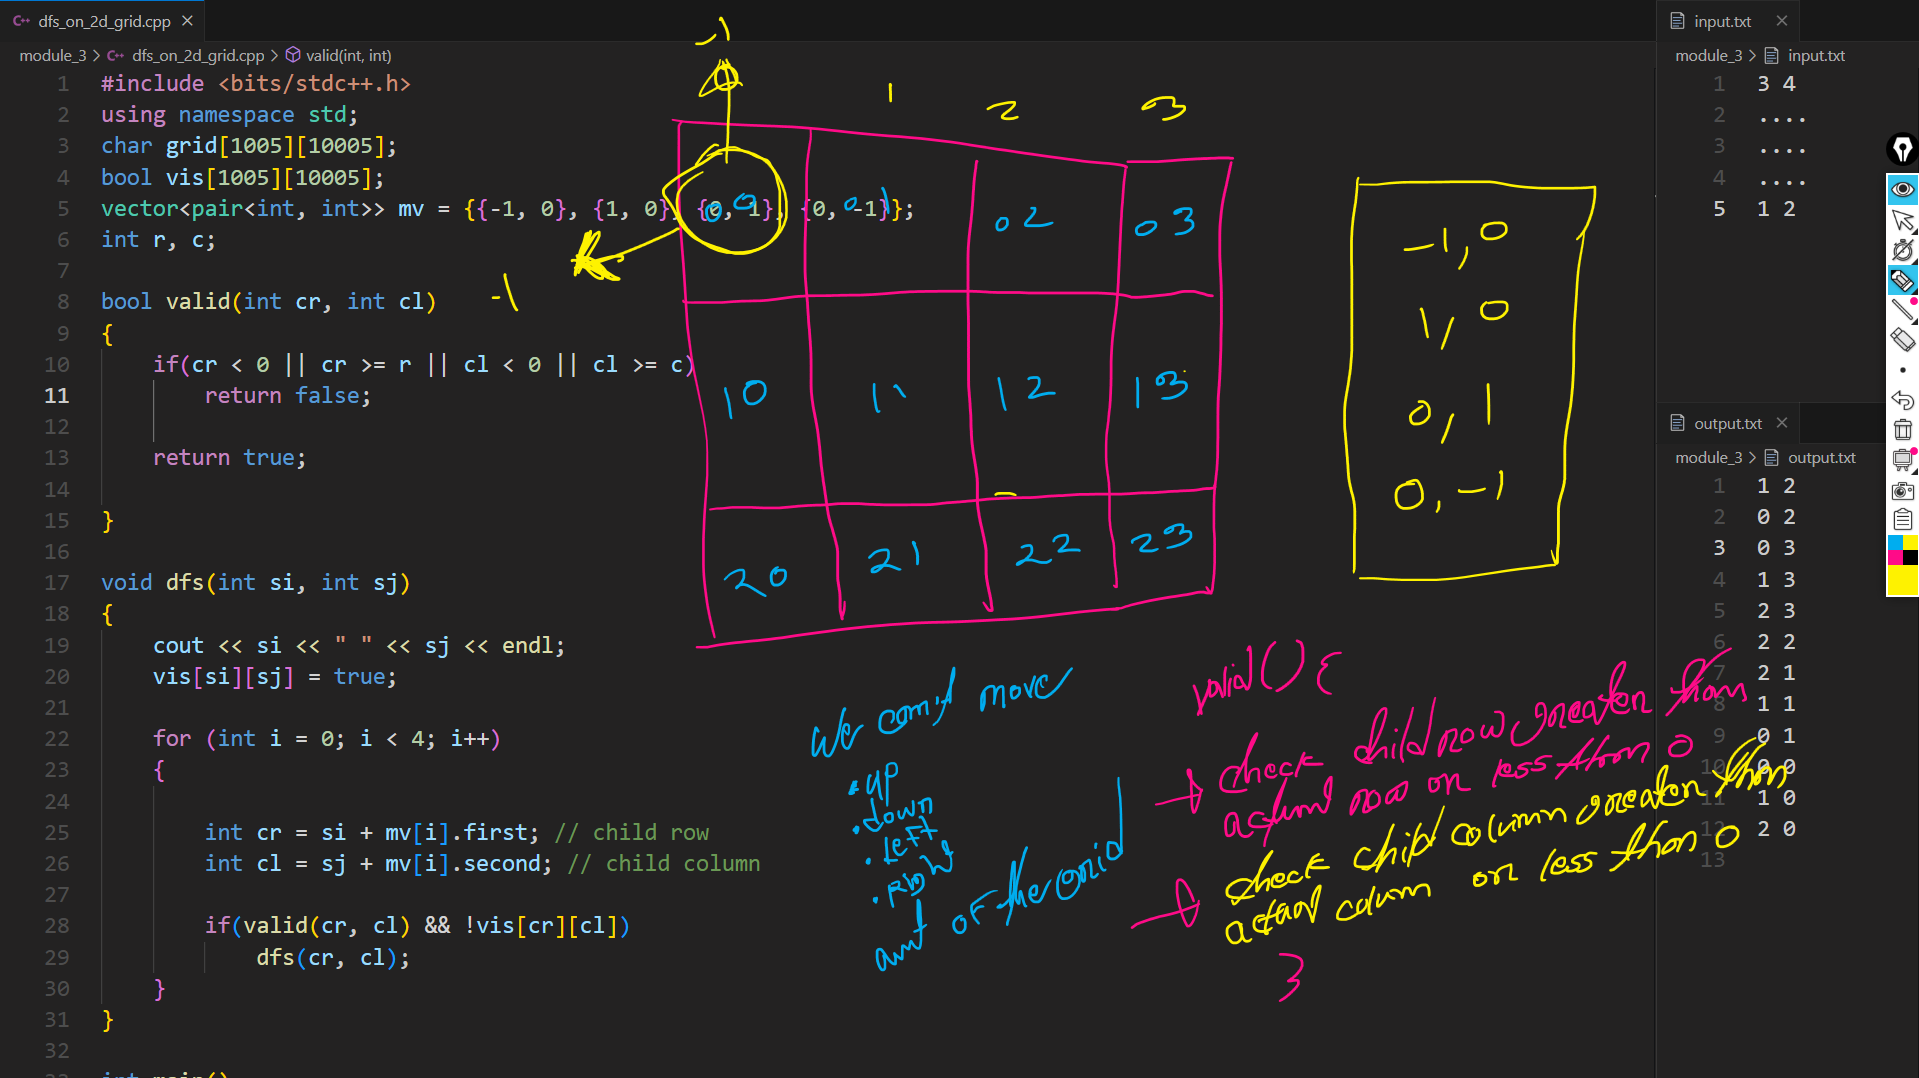 dfs_on_2d_grid.cpp
module_3 > dfs_on_2d_grid.cpp > valid(int, int)
1 #include <bits/stdc++.h>
2 using namespace std;
3 char grid[1005][10005];
4 bool vis[1005][10005];
5 vector<pair<int, int>> mv = {{-1, 0}, {1, 0}, {0, 1}, {0, -1}};
6 int r, c;
7
8 bool valid(int cr, int cl)
9 {
10 if(cr < 0 || cr >= r || cl < 0 || cl >= c)
11 return false;
12
13 return true;
14
15 }
16
17 void dfs(int si, int sj)
18 {
19 cout << si << " " << sj << endl;
20 vis[si][sj] = true;
21
22 for (int i = 0; i < 4; i++)
23 {
24
25 int cr = si + mv[i].first; // child row
26 int cl = sj + mv[i].second; // child column
27
28 if(valid(cr, cl) && !vis[cr][cl])
29 dfs(cr, cl);
30 }
31 }
32
int main()
-1
0 1 2 3
-1
00 01 02 03
10 11 12 13
20 21 22 23
-1, 0
1, 0
0, 1
0, -1
We can't move
• up
• down
• left
• Right
out of the grid
valid() {
→ check child row greater than
actual row or less than 0
→ check child column greater than
actual column or less than 0
}
input.txt
module_3 > input.txt
1 3 4
2 ....
3 ....
4 ....
5 1 2
output.txt
module_3 > output.txt
1 1 2
2 0 2
3 0 3
4 1 3
5 2 3
6 2 2
7 2 1
8 1 1
9 0 1
10 0 0
11 1 0
12 2 0
13